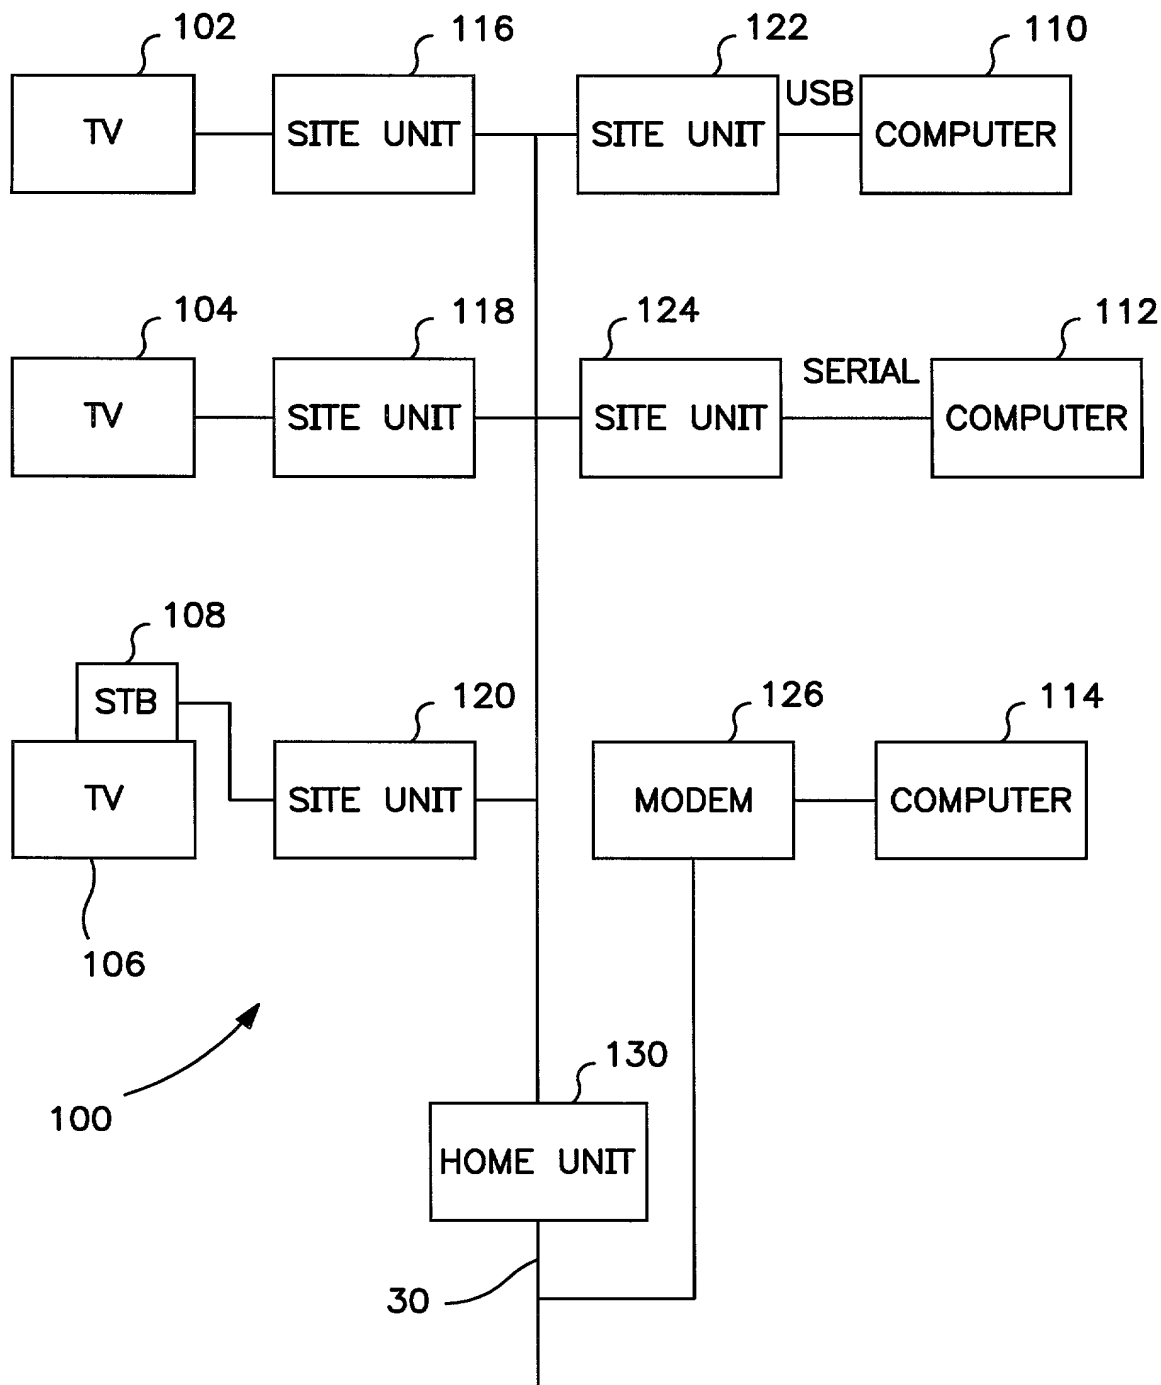 102
116
122
110
TV
SITE UNIT
SITE UNIT
USB
COMPUTER
104
118
124
112
TV
SITE UNIT
SITE UNIT
SERIAL
COMPUTER
108
STB
TV
106
120
SITE UNIT
126
MODEM
114
COMPUTER
100
130
HOME UNIT
30